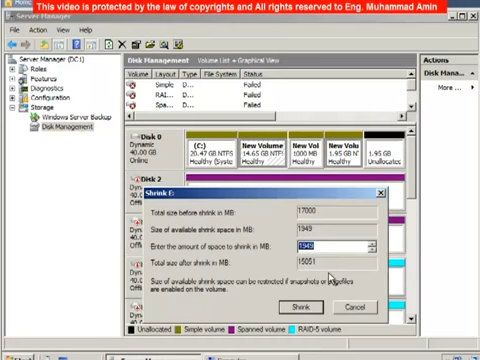 This video is protected by the law of copyrights and All rights reserved to Eng. Muhammad Amin
Server Manager
File Action View Help
Server Manager (DC1)
Roles
Features
Diagnostics
Configuration
Storage
Windows Server Backup
Disk Management
Disk Management Volume List + Graphical View
Volume Layout Type File System Status
Simple D... Failed
RAI... D... Failed
Spa... D... Failed
Actions
Disk Mana...
More ...
Disk 0
Dynamic
40.00 GB
Online
(C:)
20.47 GB NTFS
Healthy (Syste
New Volume
14.65 GB NTFS
Healthy
New Vol
1000 MB
Healthy
New Volu
1.95 GB N
Healthy
1.95 GB
Unallocated
Disk 2
Dynamic
40.00 GB
Shrink E:
Total size before shrink in MB: 17000
Size of available shrink space in MB: 1949
Enter the amount of space to shrink in MB: 1949
Total size after shrink in MB: 15051
Size of available shrink space can be restricted if snapshots or pagefiles
are enabled on the volume.
Shrink Cancel
Unallocated Simple volume Spanned volume RAID-5 volume